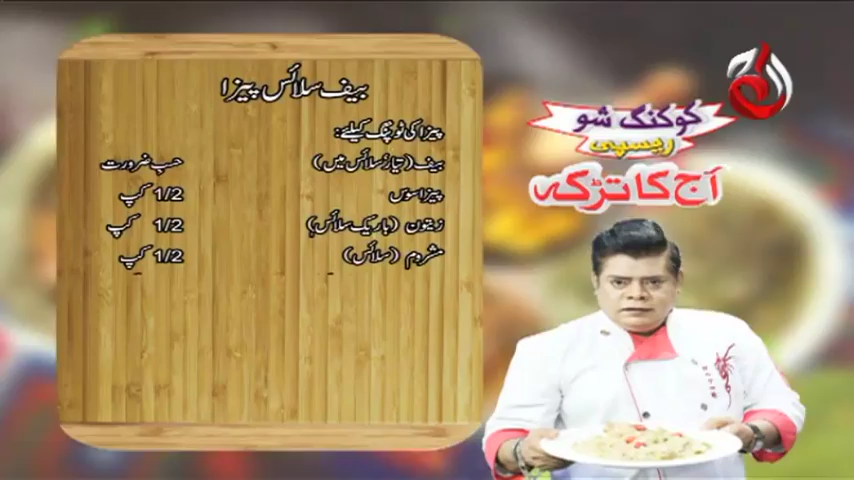 بیف سلائس پیزا
پیزا کی ٹوپنگ کیلئے:
بیف (تیار سلائس میں) حسبِ ضرورت
پیزا سوس 1/2 کپ
زیتون (باریک سلائس) 1/2 کپ
مشروم (سلائس) 1/2 کپ
آج
کوکنگ شو
ریسپی
آج کا تڑکہ